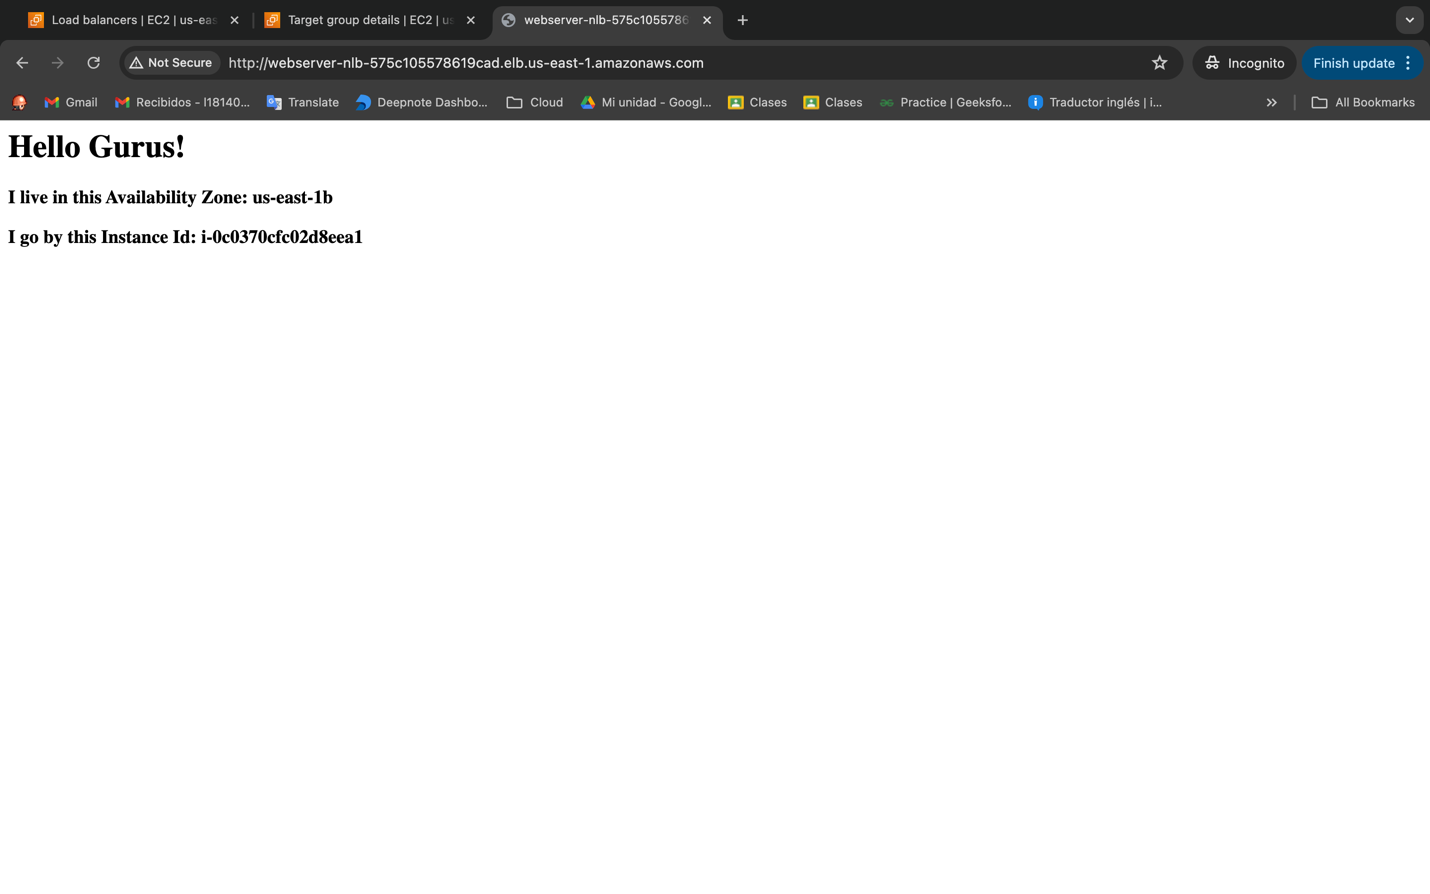 Load balancers | EC2 | us-eas
Target group details | EC2 | us
webserver-nlb-575c1055786
Not Secure
http://webserver-nlb-575c105578619cad.elb.us-east-1.amazonaws.com
Incognito
Finish update
Gmail
Recibidos - l18140...
Translate
Deepnote Dashbo...
Cloud
Mi unidad - Googl...
Clases
Clases
Practice | Geeksfo...
Traductor inglés | i...
All Bookmarks
Hello Gurus!
I live in this Availability Zone: us-east-1b
I go by this Instance Id: i-0c0370cfc02d8eea1